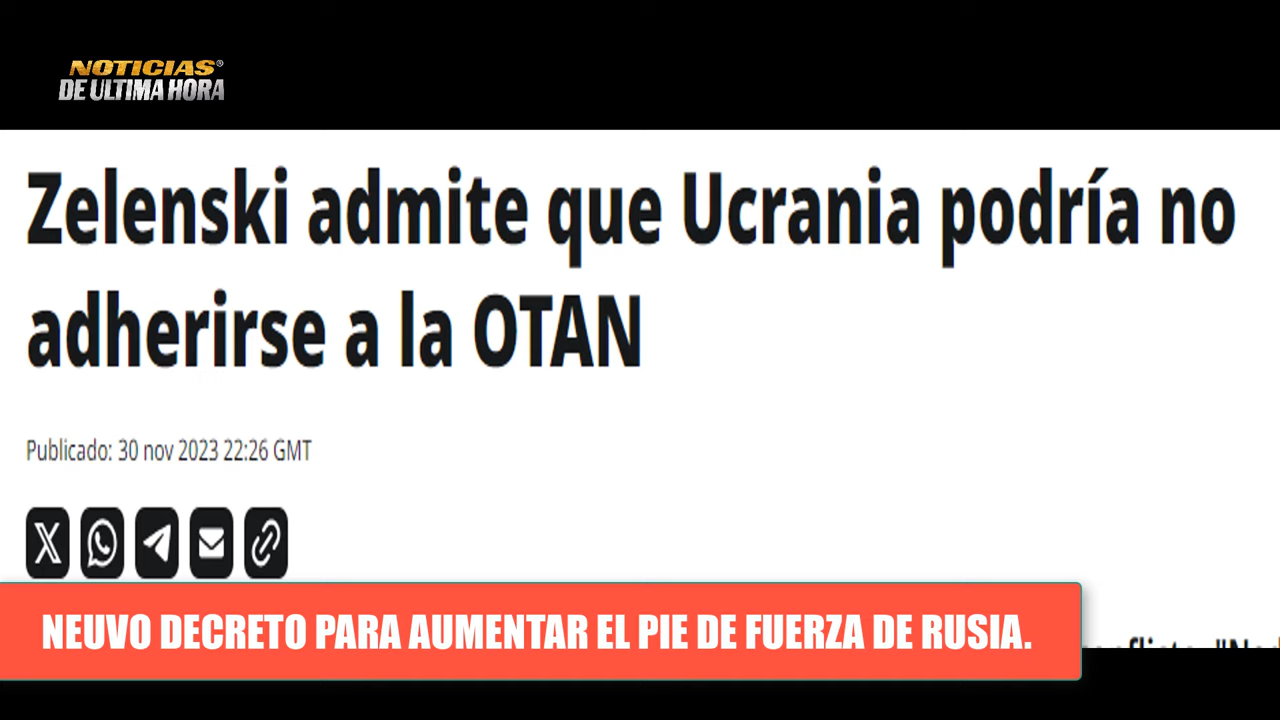 NOTICIAS®
DE ULTIMA HORA
Zelenski admite que Ucrania podría no
adherirse a la OTAN
Publicado: 30 nov 2023 22:26 GMT
NEUVO DECRETO PARA AUMENTAR EL PIE DE FUERZA DE RUSIA.